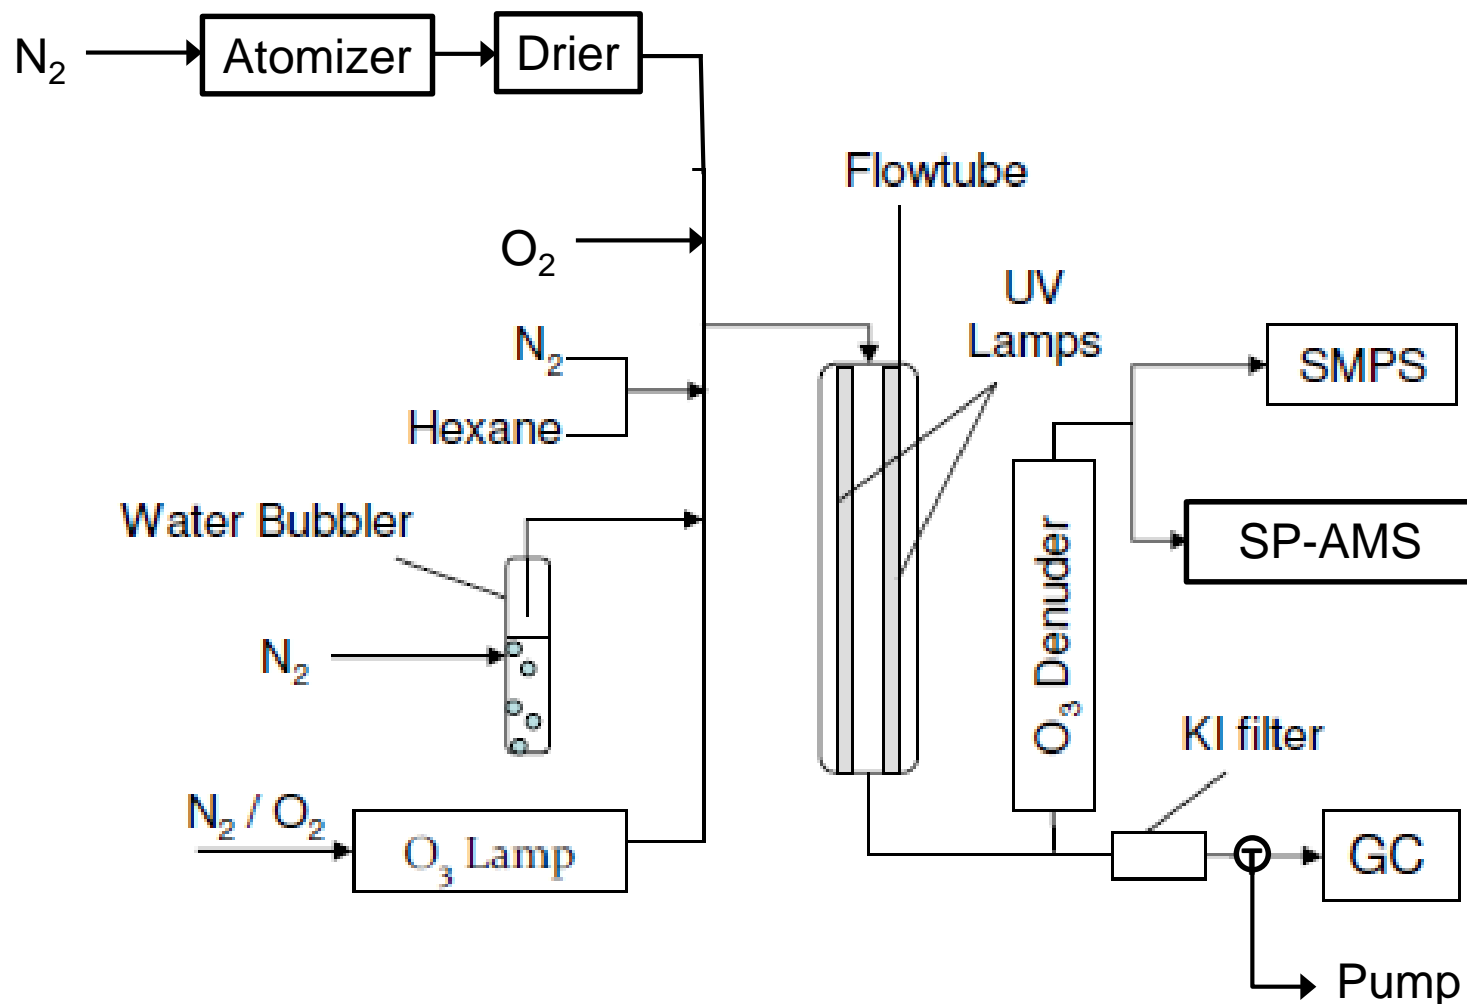 N₂
Atomizer
Drier
Flowtube
O₂
UV
Lamps
N₂
Hexane
SMPS
Water Bubbler
SP-AMS
N₂
O₃ Denuder
KI filter
N₂ / O₂
O₃ Lamp
GC
Pump